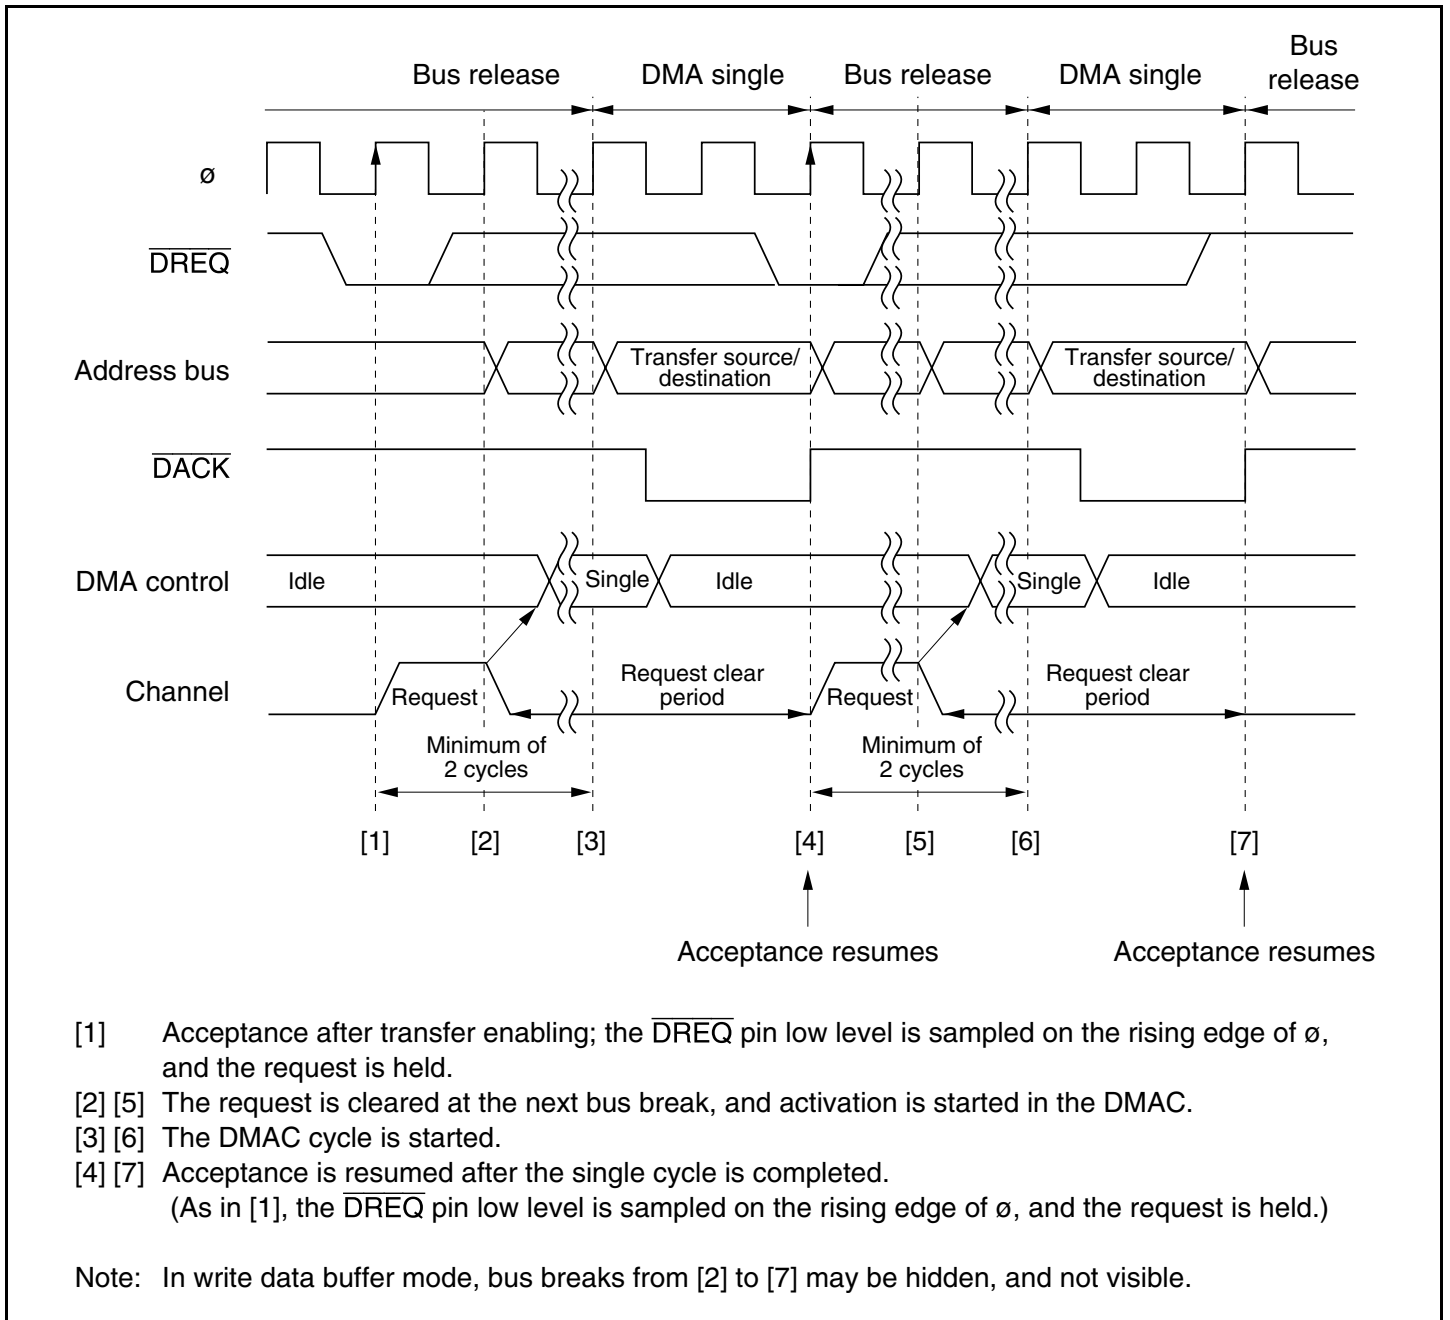 Bus release DMA single Bus release DMA single Bus
release
ø
DREQ
Address bus
Transfer source/
destination
Transfer source/
destination
DACK
DMA control
Idle Single Idle Single Idle
Channel
Request
Request clear
period
Request
Request clear
period
Minimum of
2 cycles
Minimum of
2 cycles
[1] [2] [3] [4] [5] [6] [7]
Acceptance resumes Acceptance resumes
[1] Acceptance after transfer enabling; the DREQ pin low level is sampled on the rising edge of ø,
and the request is held.
[2] [5] The request is cleared at the next bus break, and activation is started in the DMAC.
[3] [6] The DMAC cycle is started.
[4] [7] Acceptance is resumed after the single cycle is completed.
(As in [1], the DREQ pin low level is sampled on the rising edge of ø, and the request is held.)
Note: In write data buffer mode, bus breaks from [2] to [7] may be hidden, and not visible.